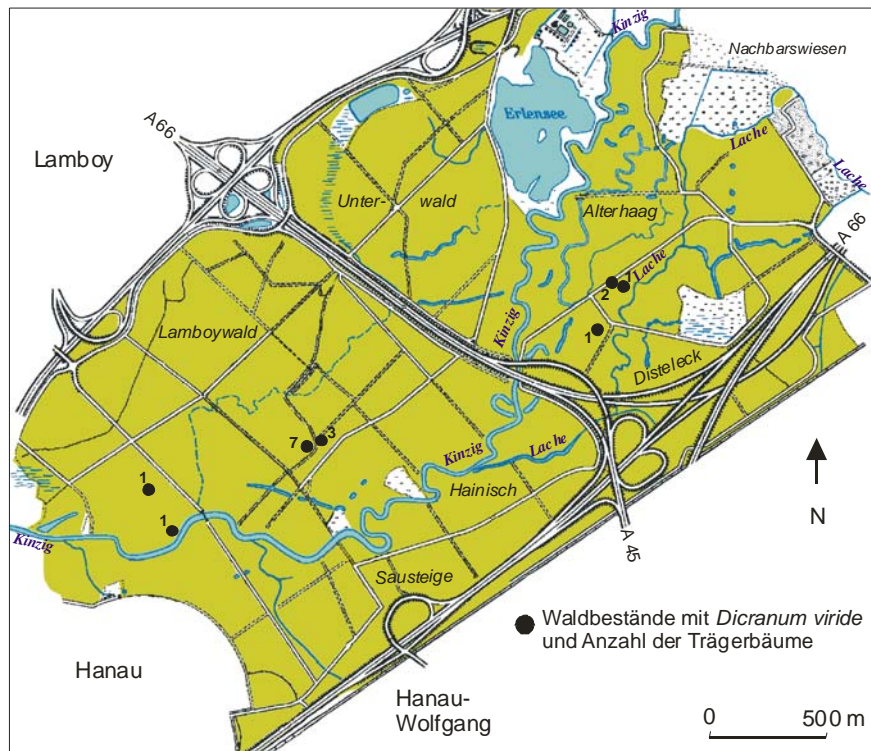 Kinzig
Nachbarswiesen
Erlensee
A 66
Lache
Lache
Lamboy
Unter-
wald
Alterhaag
A 66
2
1
Lache
Kinzig
Lamboywald
1
Disteleck
7
3
Kinzig
Lache
1
Hainisch
N
1
Kinzig
A 45
Sausteige
Waldbestände mit Dicranum viride
und Anzahl der Trägerbäume
Hanau
Hanau-
Wolfgang
0 500 m